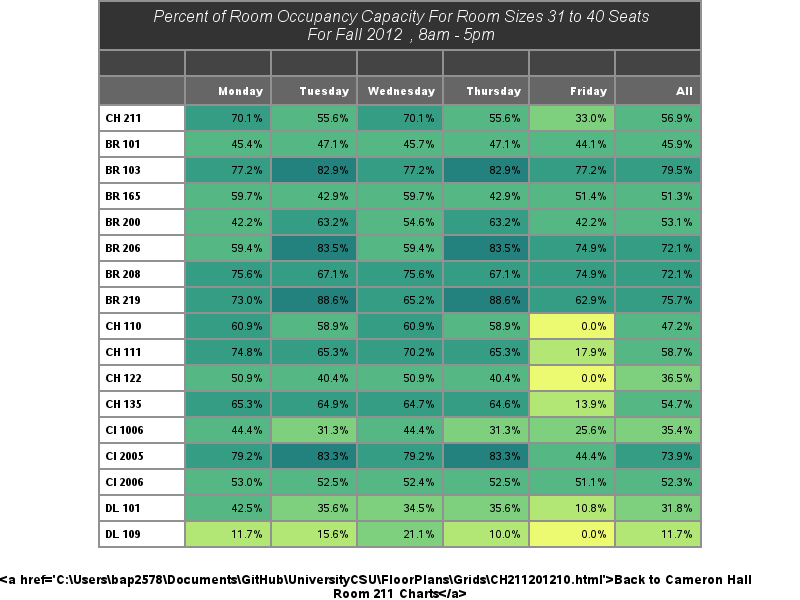 Percent of Room Occupancy Capacity For Room Sizes 31 to 40 Seats
For Fall 2012 , 8am - 5pm
Monday Tuesday Wednesday Thursday Friday All
CH 211 70.1% 55.6% 70.1% 55.6% 33.0% 56.9%
BR 101 45.4% 47.1% 45.7% 47.1% 44.1% 45.9%
BR 103 77.2% 82.9% 77.2% 82.9% 77.2% 79.5%
BR 165 59.7% 42.9% 59.7% 42.9% 51.4% 51.3%
BR 200 42.2% 63.2% 54.6% 63.2% 42.2% 53.1%
BR 206 59.4% 83.5% 59.4% 83.5% 74.9% 72.1%
BR 208 75.6% 67.1% 75.6% 67.1% 74.9% 72.1%
BR 219 73.0% 88.6% 65.2% 88.6% 62.9% 75.7%
CH 110 60.9% 58.9% 60.9% 58.9% 0.0% 47.2%
CH 111 74.8% 65.3% 70.2% 65.3% 17.9% 58.7%
CH 122 50.9% 40.4% 50.9% 40.4% 0.0% 36.5%
CH 135 65.3% 64.9% 64.7% 64.6% 13.9% 54.7%
CI 1006 44.4% 31.3% 44.4% 31.3% 25.6% 35.4%
CI 2005 79.2% 83.3% 79.2% 83.3% 44.4% 73.9%
CI 2006 53.0% 52.5% 52.4% 52.5% 51.1% 52.3%
DL 101 42.5% 35.6% 34.5% 35.6% 10.8% 31.8%
DL 109 11.7% 15.6% 21.1% 10.0% 0.0% 11.7%
<a href='C:\Users\bap2578\Documents\GitHub\UniversityCSU\FloorPlans\Grids\CH211201210.html'>Back to Cameron Hall
Room 211 Charts</a>